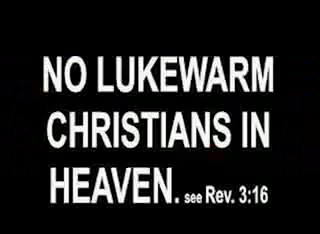 NO LUKEWARM
CHRISTIANS IN
HEAVEN. see Rev. 3:16